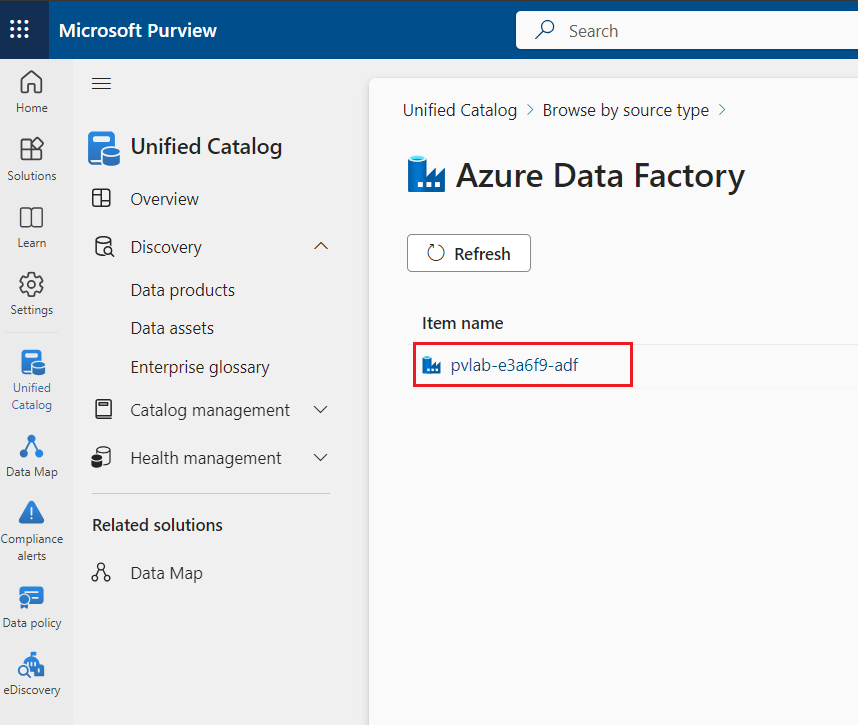 Microsoft Purview
Search
Home
Solutions
Learn
Settings
Unified
Catalog
Data Map
Compliance
alerts
Data policy
eDiscovery
Unified Catalog
Overview
Discovery
Data products
Data assets
Enterprise glossary
Catalog management
Health management
Related solutions
Data Map
Unified Catalog > Browse by source type >
Azure Data Factory
Refresh
Item name
pvlab-e3a6f9-adf